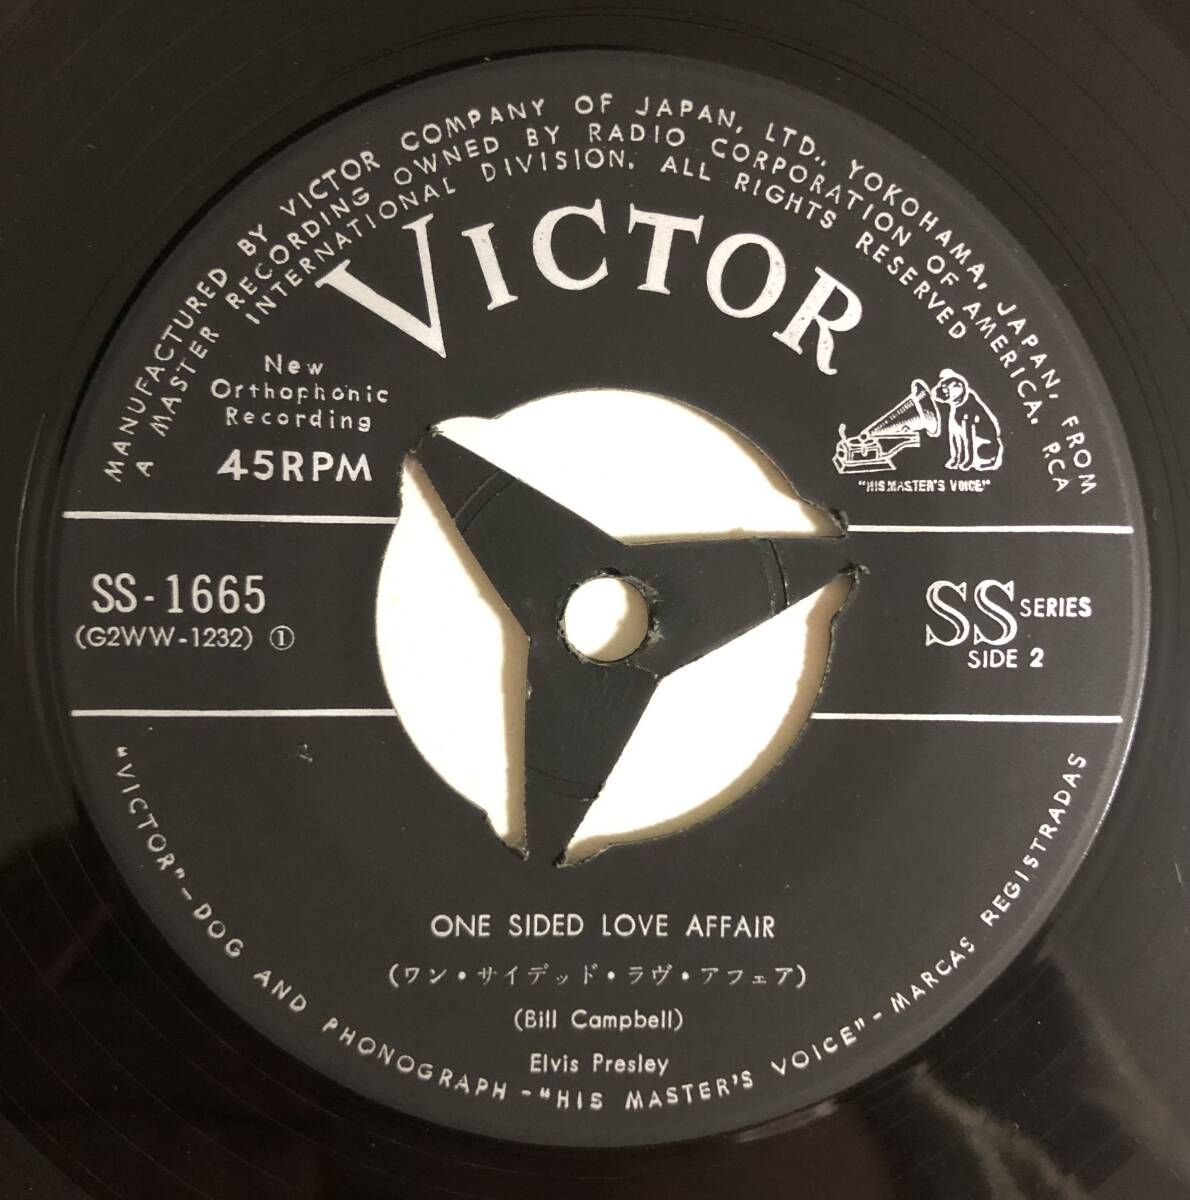 MANUFACTURED BY VICTOR COMPANY OF JAPAN, LTD., YOKOHAMA, JAPAN, FROM
A MASTER RECORDING OWNED BY RADIO CORPORATION OF AMERICA. RCA
INTERNATIONAL DIVISION. ALL RIGHTS RESERVED
VICTOR
New
Orthophonic
Recording
45RPM
"HIS MASTER'S VOICE"
SS-1665
(G2WW-1232) ①
SS SERIES
SIDE 2
ONE SIDED LOVE AFFAIR
(ワン・サイデッド・ラヴ・アフェア)
(Bill Campbell)
Elvis Presley
"VICTOR"-DOG AND PHONOGRAPH-"HIS MASTER'S VOICE"-MARCAS REGISTRADAS